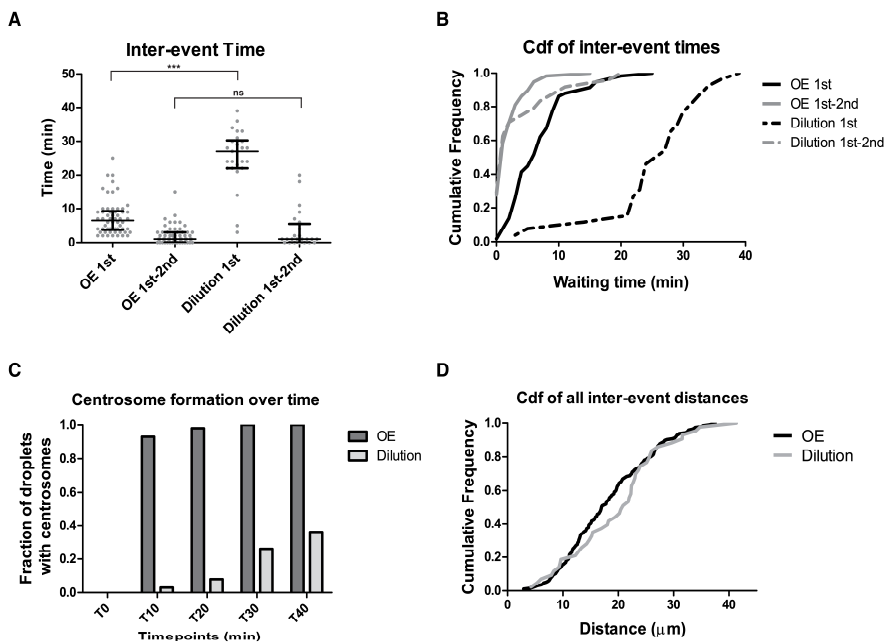 A
Inter-event Time
Time (min)
50
40
30
20
10
0
***
ns
OE 1st
OE 1st-2nd
Dilution 1st
Dilution 1st-2nd
B
Cdf of inter-event times
Cumulative Frequency
1.0
0.8
0.6
0.4
0.2
0.0
0
10
20
30
40
Waiting time (min)
OE 1st
OE 1st-2nd
Dilution 1st
Dilution 1st-2nd
C
Centrosome formation over time
Fraction of droplets
with centrosomes
1.0
0.8
0.6
0.4
0.2
0.0
T0
T10
T20
T30
T40
Timepoints (min)
OE
Dilution
D
Cdf of all inter-event distances
Cumulative Frequency
1.0
0.8
0.6
0.4
0.2
0.0
0
10
20
30
40
Distance (μm)
OE
Dilution